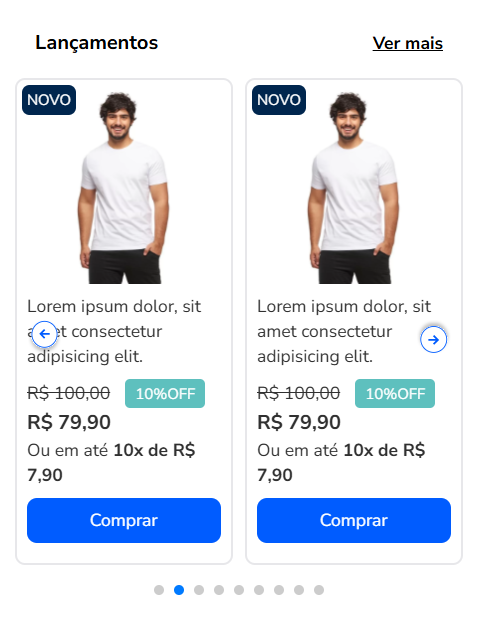 Lançamentos
Ver mais
NOVO
Lorem ipsum dolor, sit
amet consectetur
adipisicing elit.
R$ 100,00
10%OFF
R$ 79,90
Ou em até 10x de R$
7,90
Comprar
NOVO
Lorem ipsum dolor, sit
amet consectetur
adipisicing elit.
R$ 100,00
10%OFF
R$ 79,90
Ou em até 10x de R$
7,90
Comprar